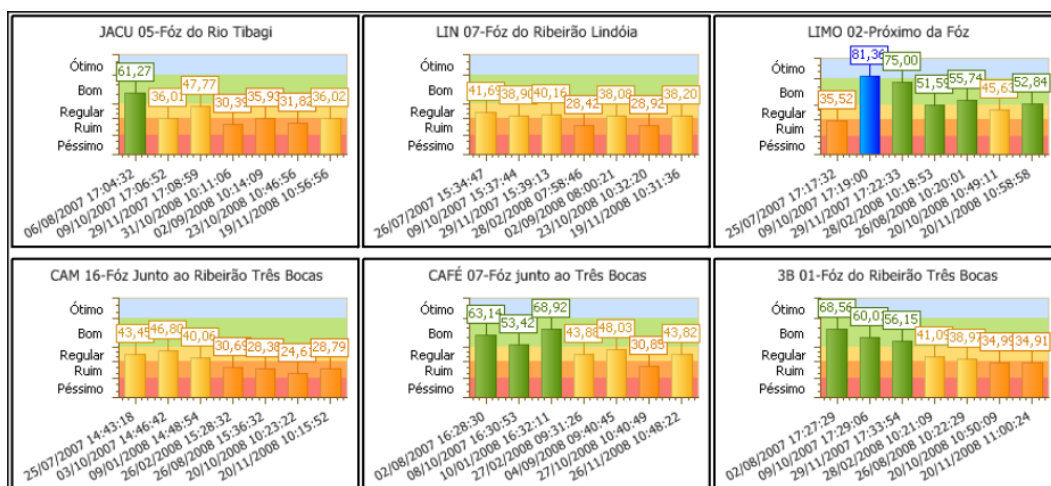 JACU 05-Fóz do Rio Tibagi
Ótimo
Bom
Regular
Ruim
Péssimo
61,27
36,01
47,77
30,39
35,93
31,82
36,02
06/08/2007 17:04:32
09/10/2007 17:06:52
29/11/2007 17:08:59
31/10/2008 10:11:06
02/09/2008 10:14:09
23/10/2008 10:46:56
19/11/2008 10:56:56
LIN 07-Fóz do Ribeirão Lindóia
Ótimo
Bom
Regular
Ruim
Péssimo
41,69
38,90
40,16
28,42
38,08
28,92
38,20
26/07/2007 15:34:47
09/10/2007 15:37:44
29/11/2007 15:39:13
28/02/2008 07:58:46
02/09/2008 08:00:21
23/10/2008 10:32:20
19/11/2008 10:31:36
LIMO 02-Próximo da Fóz
Ótimo
Bom
Regular
Ruim
Péssimo
35,52
81,36
75,00
51,59
55,74
45,63
52,84
25/07/2007 17:17:32
09/10/2007 17:19:00
29/11/2007 17:22:33
28/02/2008 10:18:53
26/08/2008 10:20:01
20/10/2008 10:49:11
20/11/2008 10:58:58
CAM 16-Fóz Junto ao Ribeirão Três Bocas
Ótimo
Bom
Regular
Ruim
Péssimo
43,45
46,80
40,06
30,69
28,38
24,61
28,79
25/07/2007 14:43:18
03/10/2007 14:46:42
09/01/2008 14:48:54
26/02/2008 15:28:32
26/08/2008 15:36:32
20/10/2008 10:23:22
20/11/2008 10:15:52
CAFÉ 07-Fóz junto ao Três Bocas
Ótimo
Bom
Regular
Ruim
Péssimo
63,14
53,42
68,92
43,88
48,03
30,89
43,82
02/08/2007 16:28:30
08/10/2007 16:30:53
10/01/2008 16:32:11
27/02/2008 09:31:26
04/09/2008 09:40:45
27/10/2008 10:40:49
26/11/2008 10:48:22
3B 01-Fóz do Ribeirão Três Bocas
Ótimo
Bom
Regular
Ruim
Péssimo
68,56
60,01
56,15
41,09
38,97
34,99
34,91
02/08/2007 17:27:29
09/10/2007 17:29:06
29/11/2007 17:33:54
28/02/2008 10:21:09
26/08/2008 10:22:29
20/10/2008 10:50:09
20/11/2008 11:00:24